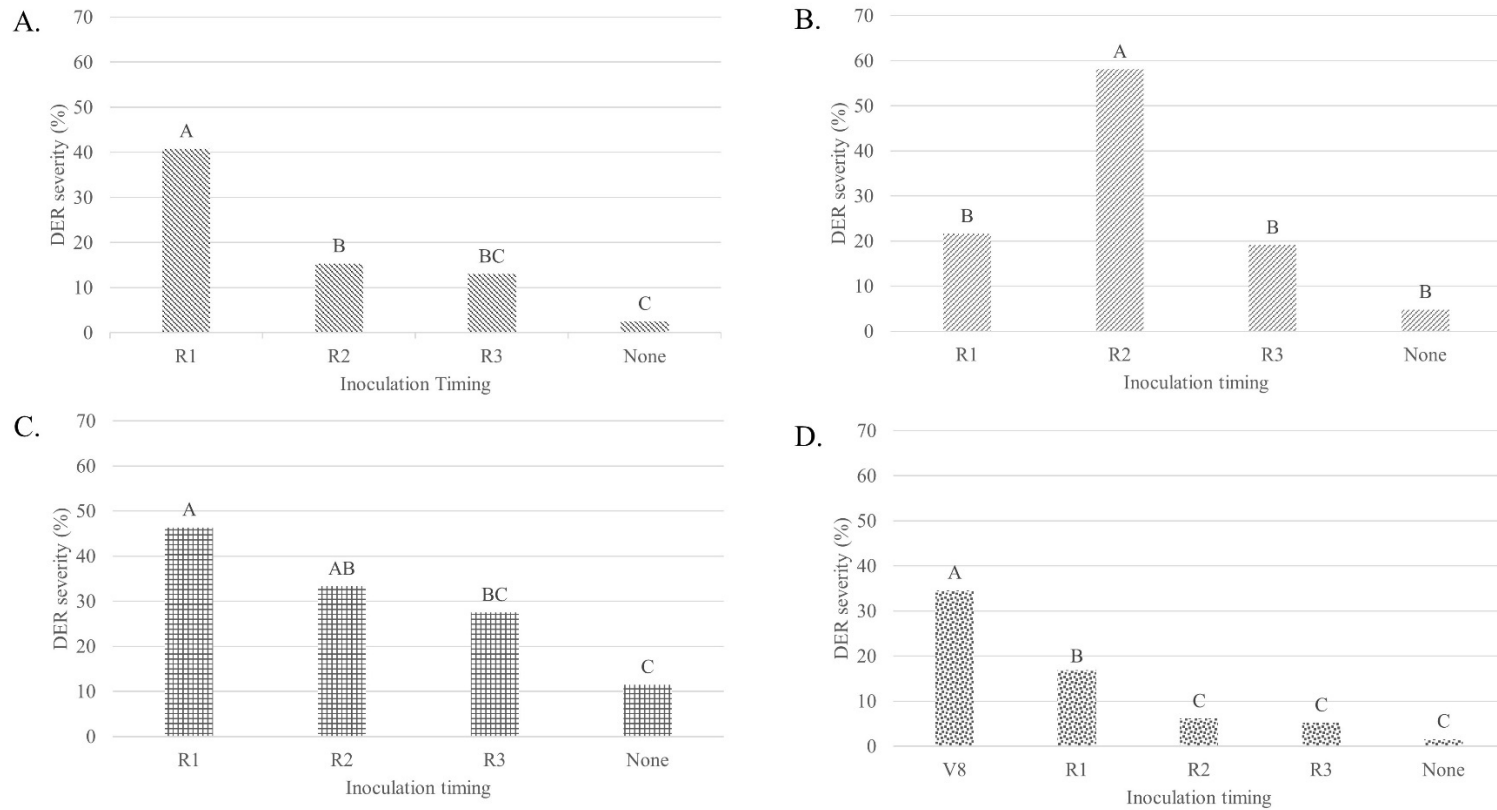 A.
DER severity (%)
70
60
50
40
30
20
10
0
A
B
BC
C
R1 R2 R3 None
Inoculation Timing
B.
DER severity (%)
70
60
50
40
30
20
10
0
B
A
B
B
R1 R2 R3 None
Inoculation timing
C.
DER severity (%)
70
60
50
40
30
20
10
0
A
AB
BC
C
R1 R2 R3 None
Inoculation timing
D.
DER severity (%)
70
60
50
40
30
20
10
0
A
B
C
C
C
V8 R1 R2 R3 None
Inoculation timing